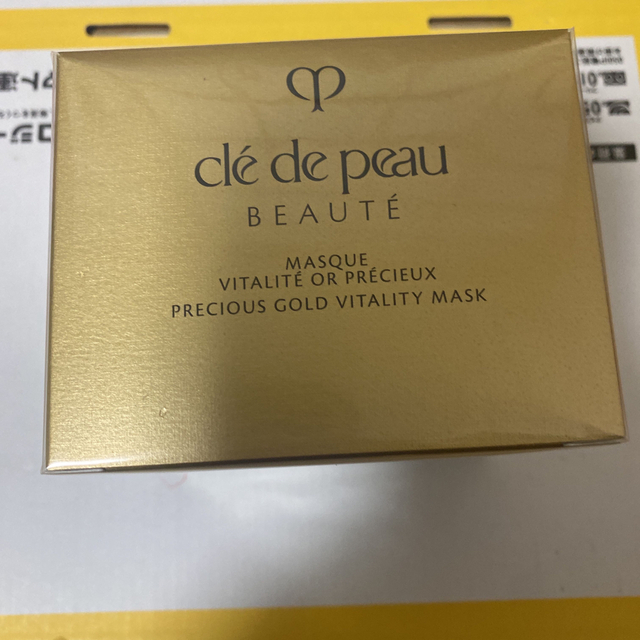 clé de peau
BEAUTÉ
MASQUE
VITALITÉ OR PRÉCIEUX
PRECIOUS GOLD VITALITY MASK